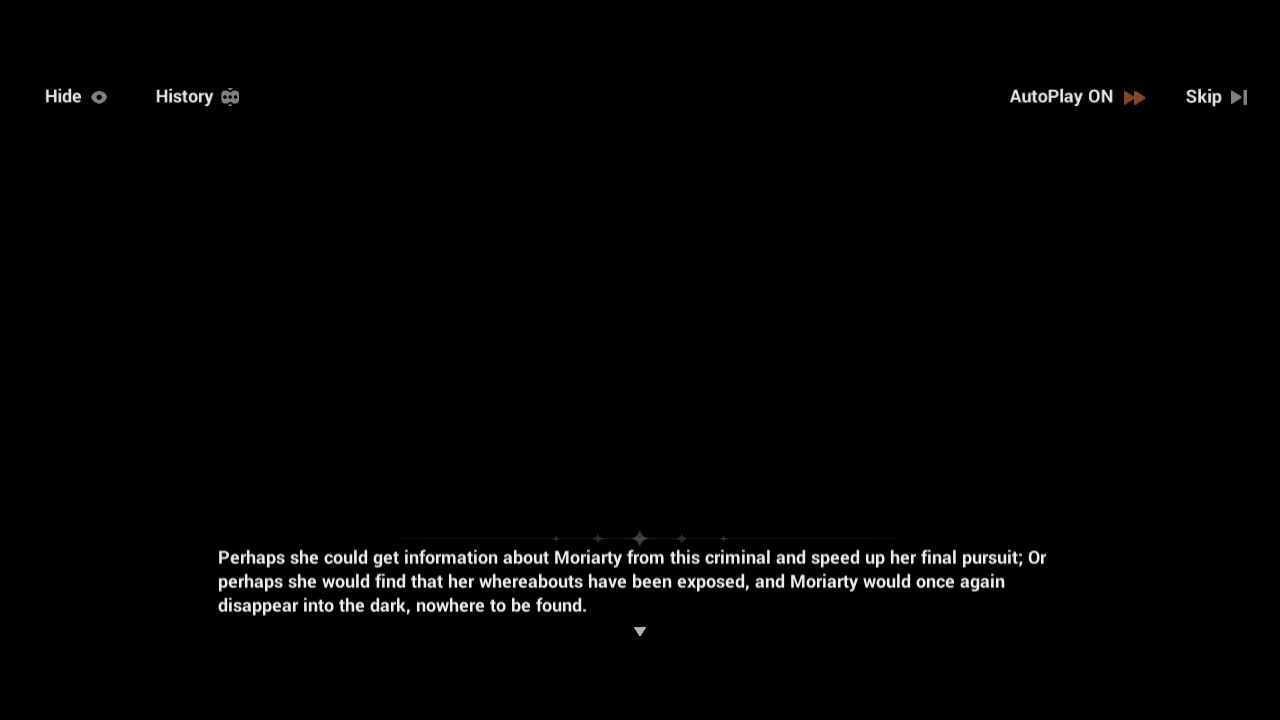 Hide
History
AutoPlay ON
Skip
Perhaps she could get information about Moriarty from this criminal and speed up her final pursuit; Or
perhaps she would find that her whereabouts have been exposed, and Moriarty would once again
disappear into the dark, nowhere to be found.